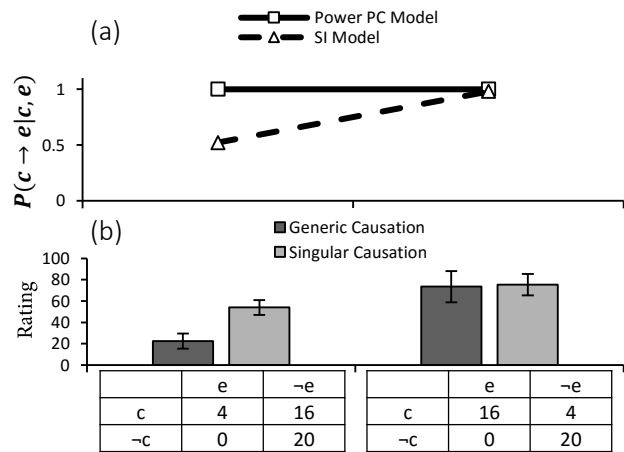 (a)
Power PC Model
SI Model
P(c → e|c, e)
1
0.5
0
(b)
Generic Causation
Singular Causation
Rating
100
80
60
40
20
0
e ¬e
c 4 16
¬c 0 20
e ¬e
c 16 4
¬c 0 20